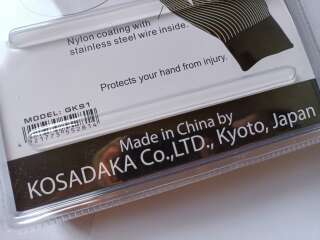 Nylon coating with
stainless steel wire inside.
Protects your hand from injury.
MODEL: GKS1
Made in China by
KOSADAKA Co.,LTD., Kyoto, Japan